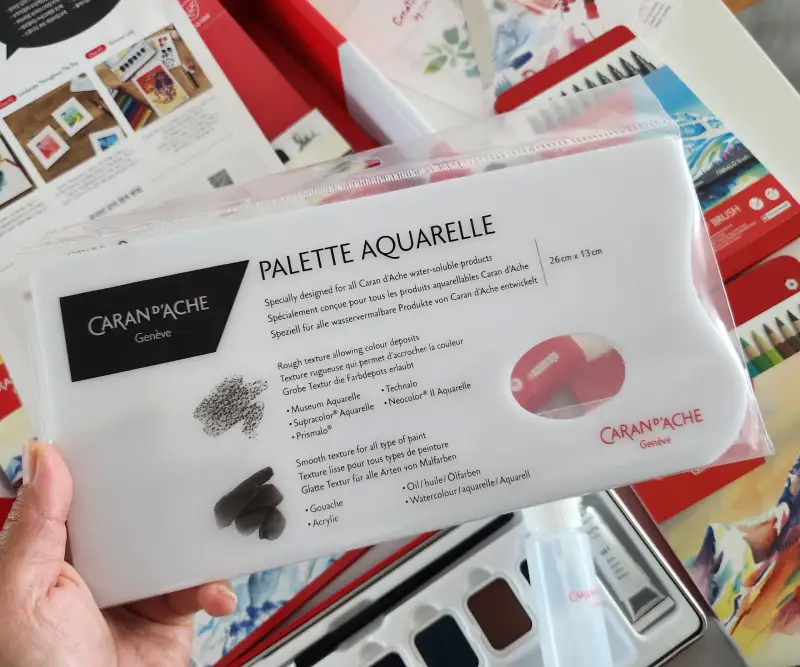 PALETTE AQUARELLE
CARAN D'ACHE
Genève
Specially designed for all Caran d'Ache water-soluble products
Spécialement conçue pour tous les produits aquarellables Caran d'Ache
Speziell für alle wasservermalbare Produkte von Caran d'Ache entwickelt
26 cm x 13 cm
Rough texture allowing colour deposits
Texture rugueuse qui permet d'accrocher la couleur
Grobe Textur die Farbdepots erlaubt
• Museum Aquarelle
• Supracolor® Aquarelle
• Prismalo®
• Technalo
• Neocolor® II Aquarelle
Smooth texture for all type of paint
Texture lisse pour tous types de peinture
Glatte Textur für alle Arten von Malfarben
• Gouache
• Acrylic
• Oil / huile / Ölfarben
• Watercolour / aquarelle / Aquarell
CARAN D'ACHE
Genève
BRUSH